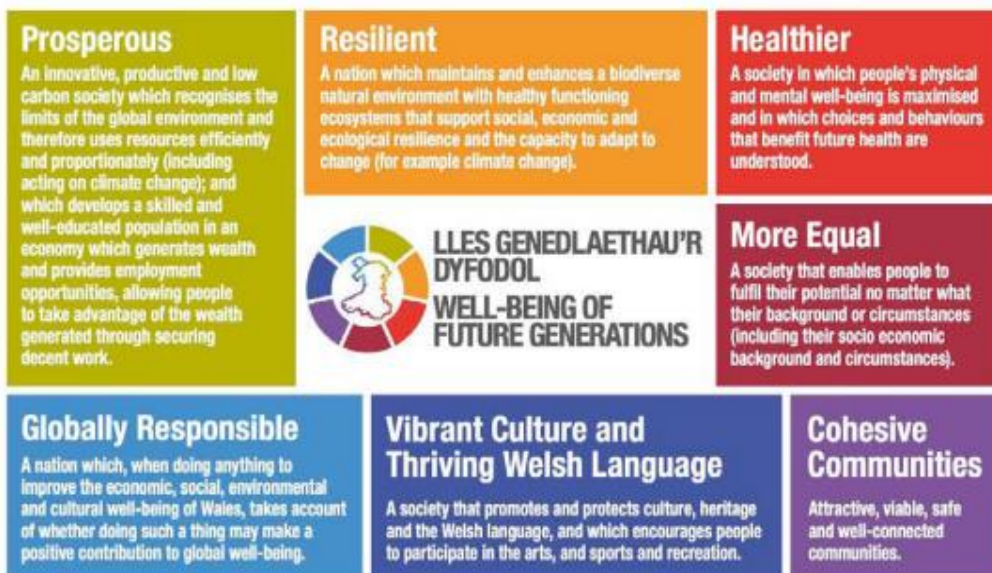 Prosperous
An innovative, productive and low
carbon society which recognises the
limits of the global environment and
therefore uses resources efficiently
and proportionately (including
acting on climate change); and
which develops a skilled and
well-educated population in an
economy which generates wealth
and provides employment
opportunities, allowing people
to take advantage of the wealth
generated through securing
decent work.
Resilient
A nation which maintains and enhances a biodiverse
natural environment with healthy functioning
ecosystems that support social, economic and
ecological resilience and the capacity to adapt to
change (for example climate change).
Healthier
A society in which people's physical
and mental well-being is maximised
and in which choices and behaviours
that benefit future health are
understood.
LLES GENEDLAETHAU'R
DYFODOL
WELL-BEING OF
FUTURE GENERATIONS
More Equal
A society that enables people to
fulfil their potential no matter what
their background or circumstances
(including their socio economic
background and circumstances).
Globally Responsible
A nation which, when doing anything to
improve the economic, social, environmental
and cultural well-being of Wales, takes account
of whether doing such a thing may make a
positive contribution to global well-being.
Vibrant Culture and
Thriving Welsh Language
A society that promotes and protects culture, heritage
and the Welsh language, and which encourages people
to participate in the arts, and sports and recreation.
Cohesive
Communities
Attractive, viable, safe
and well-connected
communities.